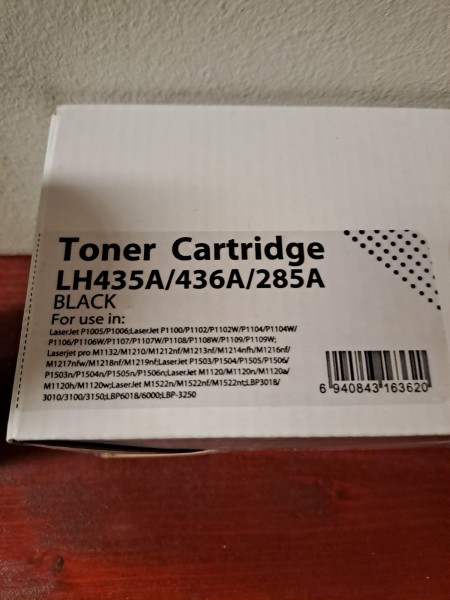 Toner Cartridge
LH435A/436A/285A
BLACK
For use in:
LaserJet P1005/P1006;LaserJet P1100/P1102/P1102W/P1104/P1104W/
P1106/P1106W/P1107/P1107W/P1108/P1108W/P1109/P1109W;
Laserjet pro M1132/M1210/M1212nf/M1213nf/M1214nfh/M1216nf/
M1217nfw/M1218nf/M1219nf;LaserJet P1503/P1504/P1505/P1506/
P1503n/P1504n/P1505n/P1506n;LaserJet M1120/M1120n/M1120a/
M1120h/M1120w;LaserJet M1522n/M1522nf/M1522nt;LBP3018/
3010/3100/3150;LBP6018/6000;LBP-3250
6 940843 163620